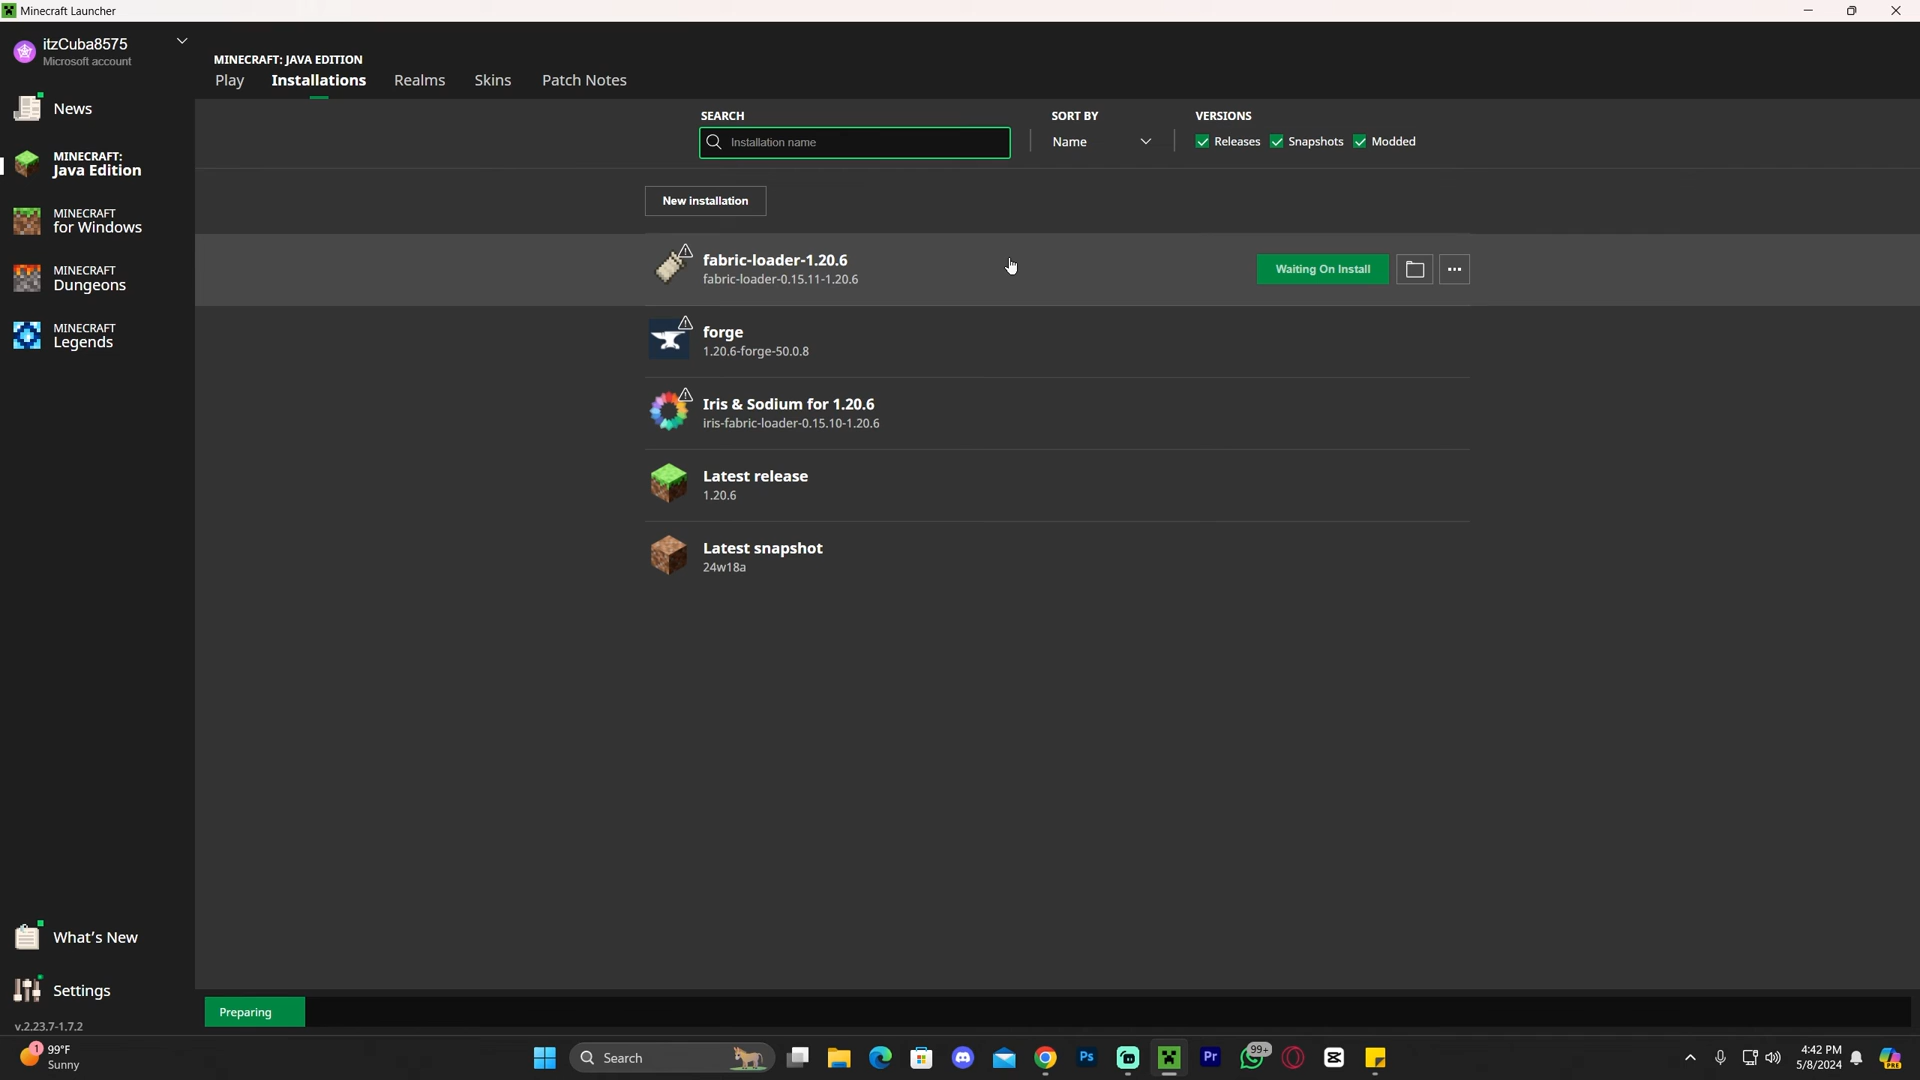 Minecraft Launcher
itzCuba8575
Microsoft account
News
MINECRAFT:
Java Edition
MINECRAFT
for Windows
MINECRAFT
Dungeons
MINECRAFT
Legends
What's New
Settings
v.2.23.7-1.7.2
MINECRAFT: JAVA EDITION
Play Installations Realms Skins Patch Notes
SEARCH SORT BY VERSIONS
Installation name Name Releases Snapshots Modded
New installation
fabric-loader-1.20.6
fabric-loader-0.15.11-1.20.6
Waiting On Install
forge
1.20.6-forge-50.0.8
Iris & Sodium for 1.20.6
iris-fabric-loader-0.15.10-1.20.6
Latest release
1.20.6
Latest snapshot
24w18a
Preparing
1
99°F
Sunny
Search
Ps
Pr
99+
4:42 PM
5/8/2024
PRE